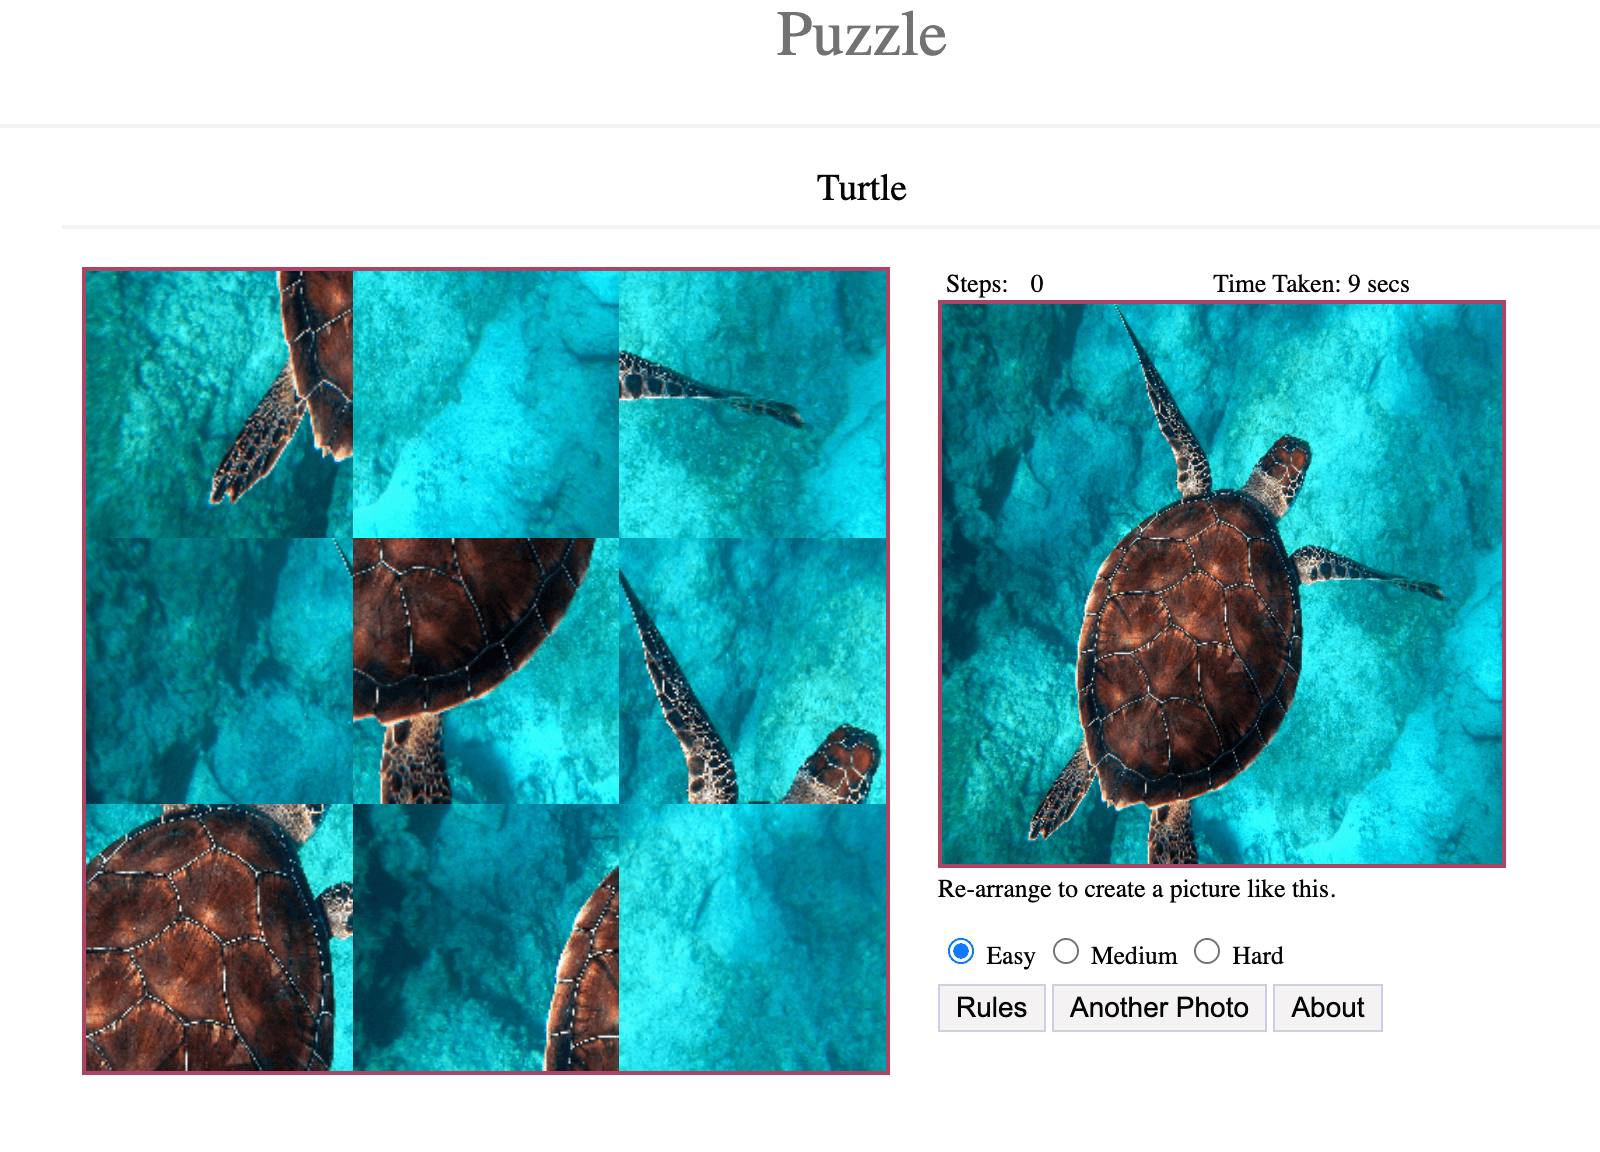 Puzzle
Turtle
Steps: 0 Time Taken: 9 secs
Re-arrange to create a picture like this.
Easy Medium Hard
Rules Another Photo About